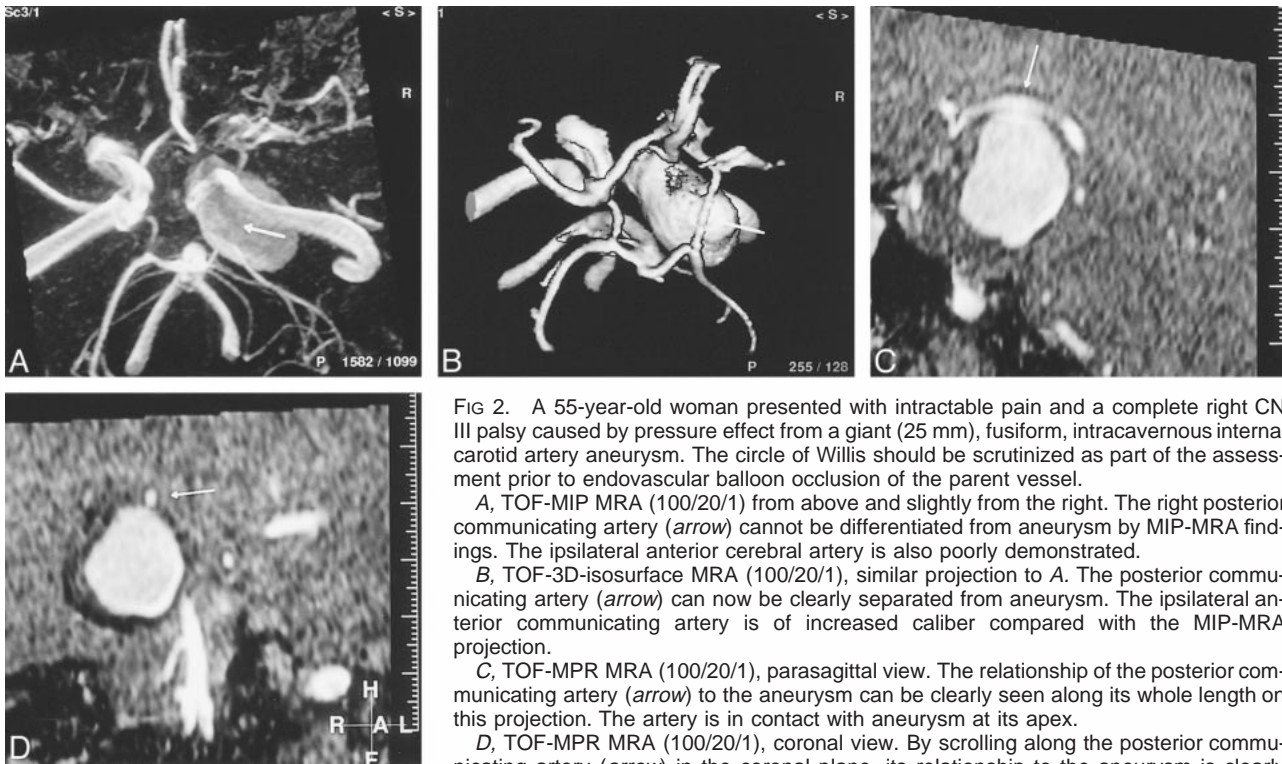 Sc3/1
< S >
R
A
P 1582 / 1099
1
< S >
R
B
P 255 / 128
C
D
H
R A L
FIG 2. A 55-year-old woman presented with intractable pain and a complete right CN
III palsy caused by pressure effect from a giant (25 mm), fusiform, intracavernous interna
carotid artery aneurysm. The circle of Willis should be scrutinized as part of the assess-
ment prior to endovascular balloon occlusion of the parent vessel.
A, TOF-MIP MRA (100/20/1) from above and slightly from the right. The right posterior
communicating artery (arrow) cannot be differentiated from aneurysm by MIP-MRA find-
ings. The ipsilateral anterior cerebral artery is also poorly demonstrated.
B, TOF-3D-isosurface MRA (100/20/1), similar projection to A. The posterior commu-
nicating artery (arrow) can now be clearly separated from aneurysm. The ipsilateral an-
terior communicating artery is of increased caliber compared with the MIP-MRA
projection.
C, TOF-MPR MRA (100/20/1), parasagittal view. The relationship of the posterior com-
municating artery (arrow) to the aneurysm can be clearly seen along its whole length on
this projection. The artery is in contact with aneurysm at its apex.
D, TOF-MPR MRA (100/20/1), coronal view. By scrolling along the posterior commu-
nicating artery (arrow) in the coronal plane, its relationship to the aneurysm is clearl